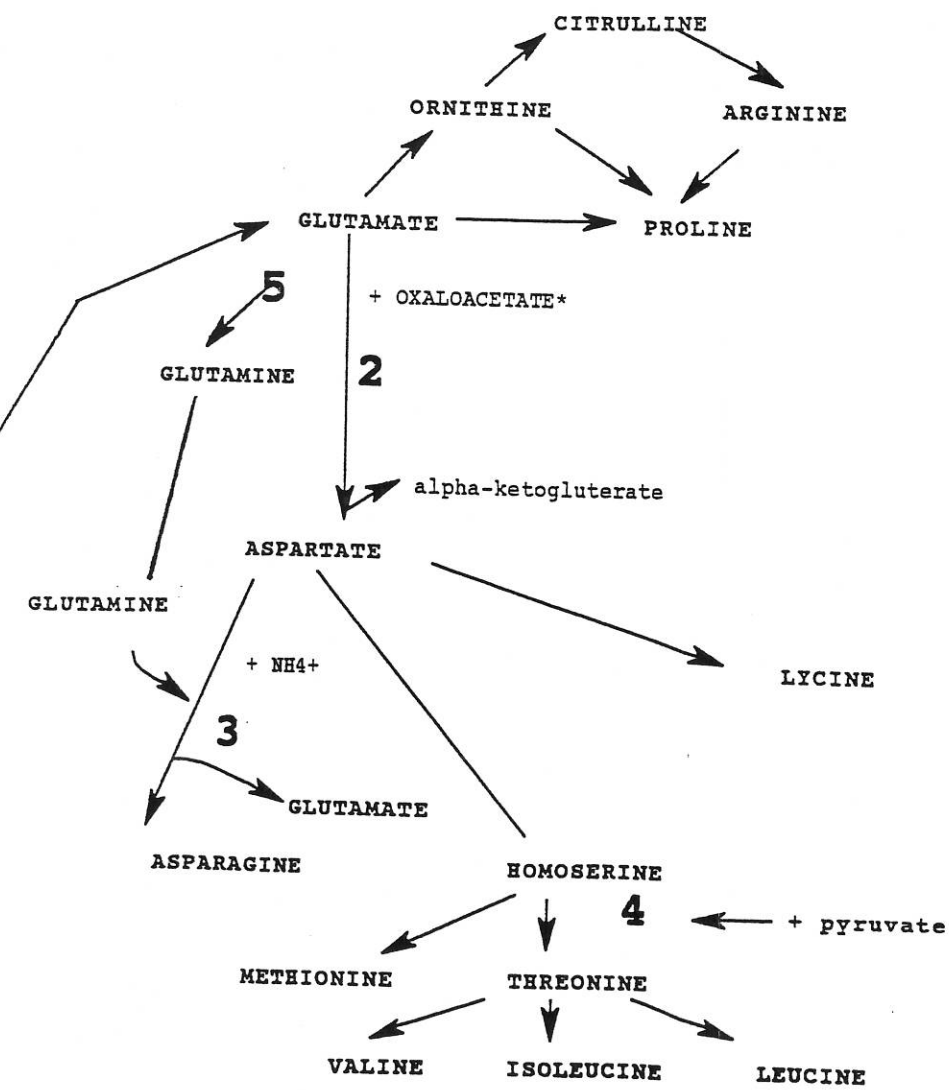 CITRULLINE
ORNITHINE
ARGININE
GLUTAMATE
PROLINE
5
+ OXALOACETATE*
2
GLUTAMINE
alpha-ketogluterate
ASPARTATE
GLUTAMINE
+ NH4+
LYCINE
3
GLUTAMATE
ASPARAGINE
HOMOSERINE
4
+ pyruvate
METHIONINE
THREONINE
VALINE
ISOLEUCINE
LEUCINE